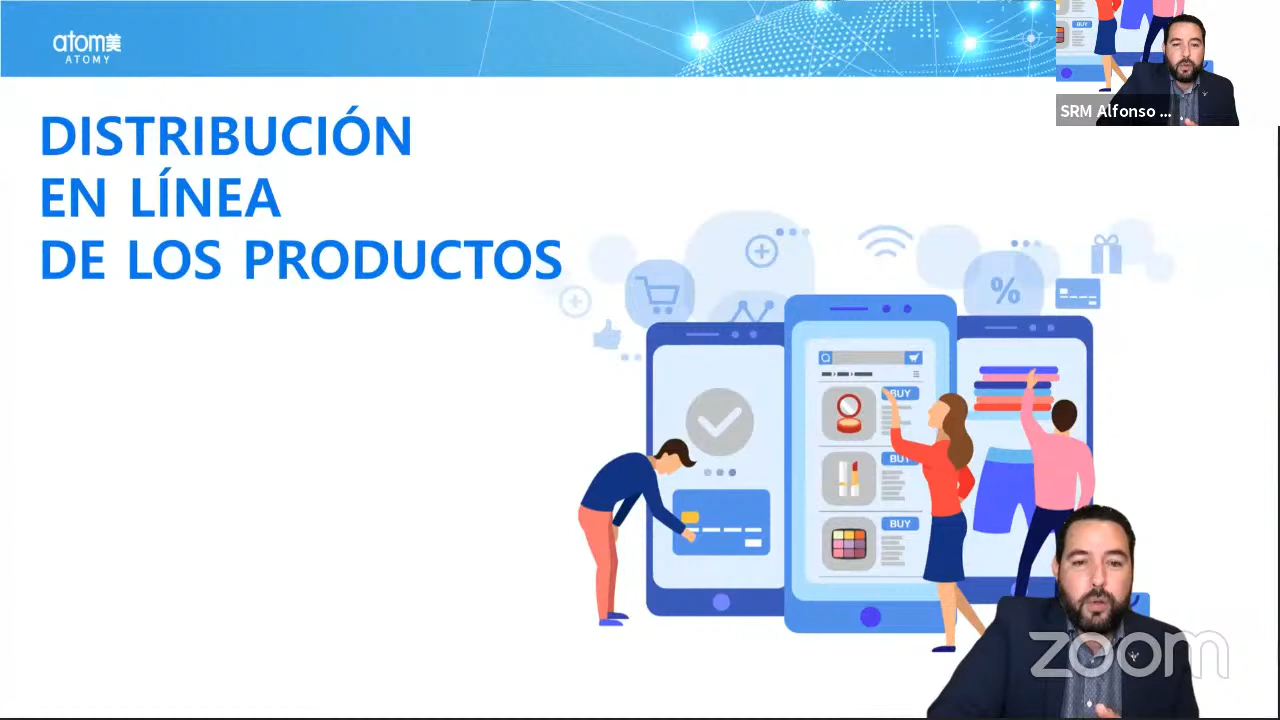 atom美
ATOMY
SRM Alfonso ...
DISTRIBUCIÓN
EN LÍNEA
DE LOS PRODUCTOS
%
BUY
BUY
BUY
BUY
zoom